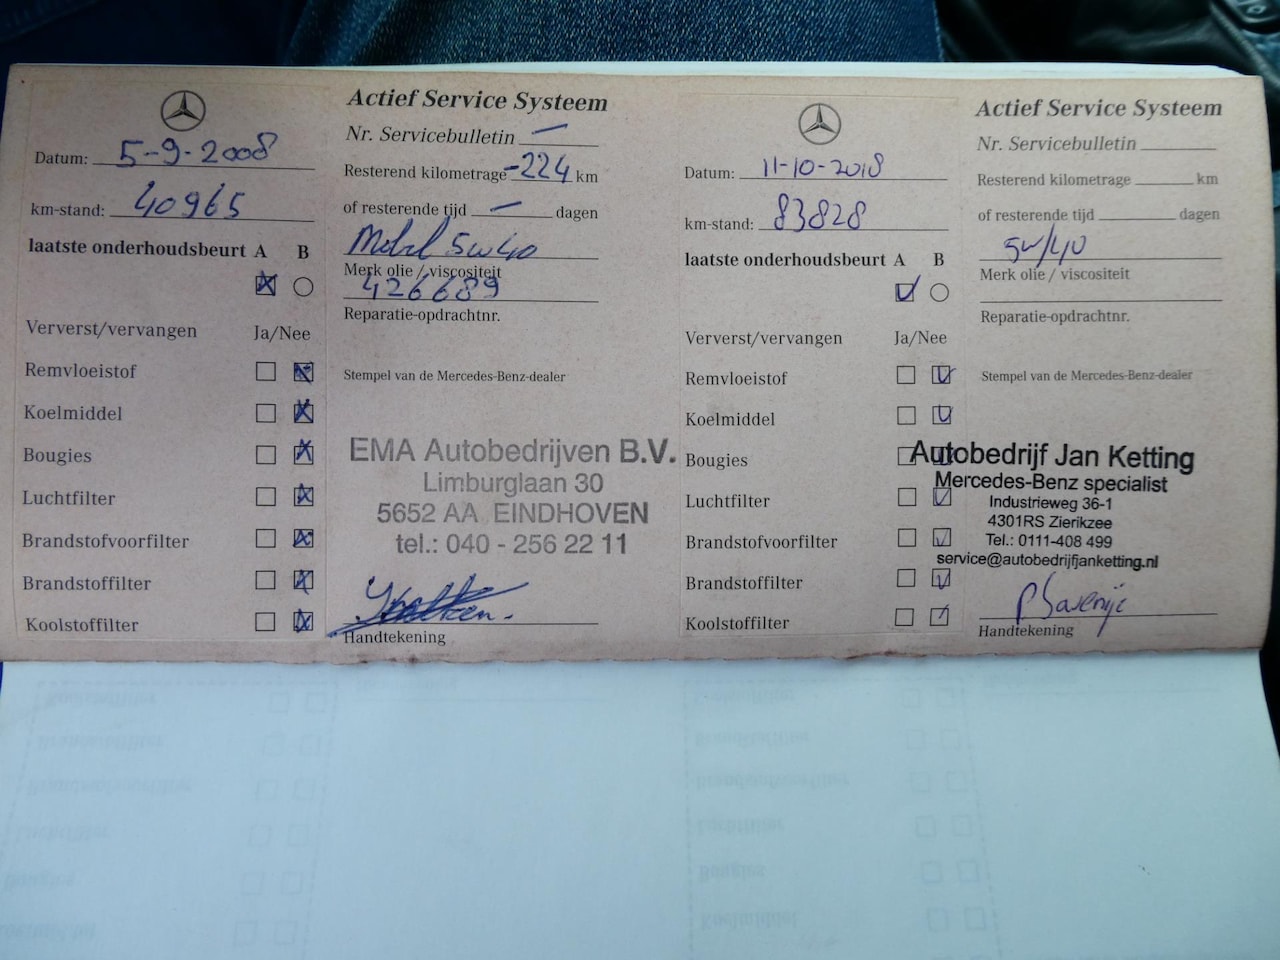 Actief Service Systeem
Datum: 5-9-2008
Nr. Servicebulletin —
Resterend kilometrage -224 km
km-stand: 40965
of resterende tijd — dagen
laatste onderhoudsbeurt A B
Mobil 5w40
Merk olie / viscositeit
426689
Reparatie-opdrachtnr.
Ververst/vervangen Ja/Nee
Remvloeistof
Koelmiddel
Bougies
Luchtfilter
Brandstofvoorfilter
Brandstoffilter
Koolstoffilter
Stempel van de Mercedes-Benz-dealer
EMA Autobedrijven B.V.
Limburglaan 30
5652 AA EINDHOVEN
tel.: 040 - 256 22 11
Handtekening
Actief Service Systeem
Datum: 11-10-2018
Nr. Servicebulletin
Resterend kilometrage km
km-stand: 83828
of resterende tijd dagen
laatste onderhoudsbeurt A B
5w/40
Merk olie / viscositeit
Reparatie-opdrachtnr.
Ververst/vervangen Ja/Nee
Remvloeistof
Koelmiddel
Bougies
Luchtfilter
Brandstofvoorfilter
Brandstoffilter
Koolstoffilter
Stempel van de Mercedes-Benz-dealer
Autobedrijf Jan Ketting
Mercedes-Benz specialist
Industrieweg 36-1
4301RS Zierikzee
Tel.: 0111-408 499
service@autobedrijfjanketting.nl
Handtekening